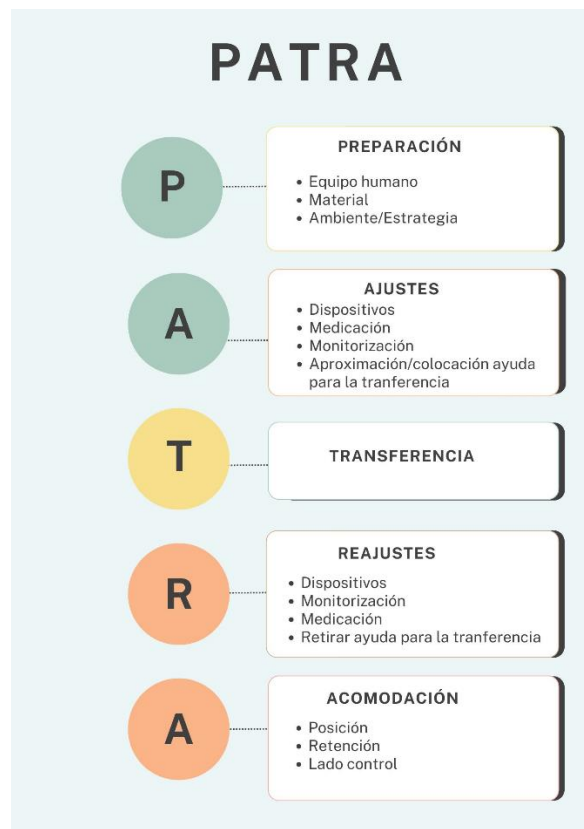 PATRA
P
PREPARACIÓN
• Equipo humano
• Material
• Ambiente/Estrategia
A
AJUSTES
• Dispositivos
• Medicación
• Monitorización
• Aproximación/colocación ayuda
para la tranferencia
T
TRANSFERENCIA
R
REAJUSTES
• Dispositivos
• Monitorización
• Medicación
• Retirar ayuda para la tranferencia
A
ACOMODACIÓN
• Posición
• Retención
• Lado control